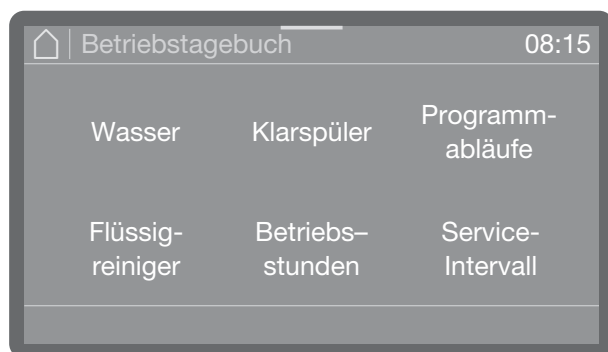 Betriebstagebuch 08:15
Wasser Klarspüler Programm-
abläufe
Flüssig-
reiniger
Betriebs–
stunden
Service-
Intervall